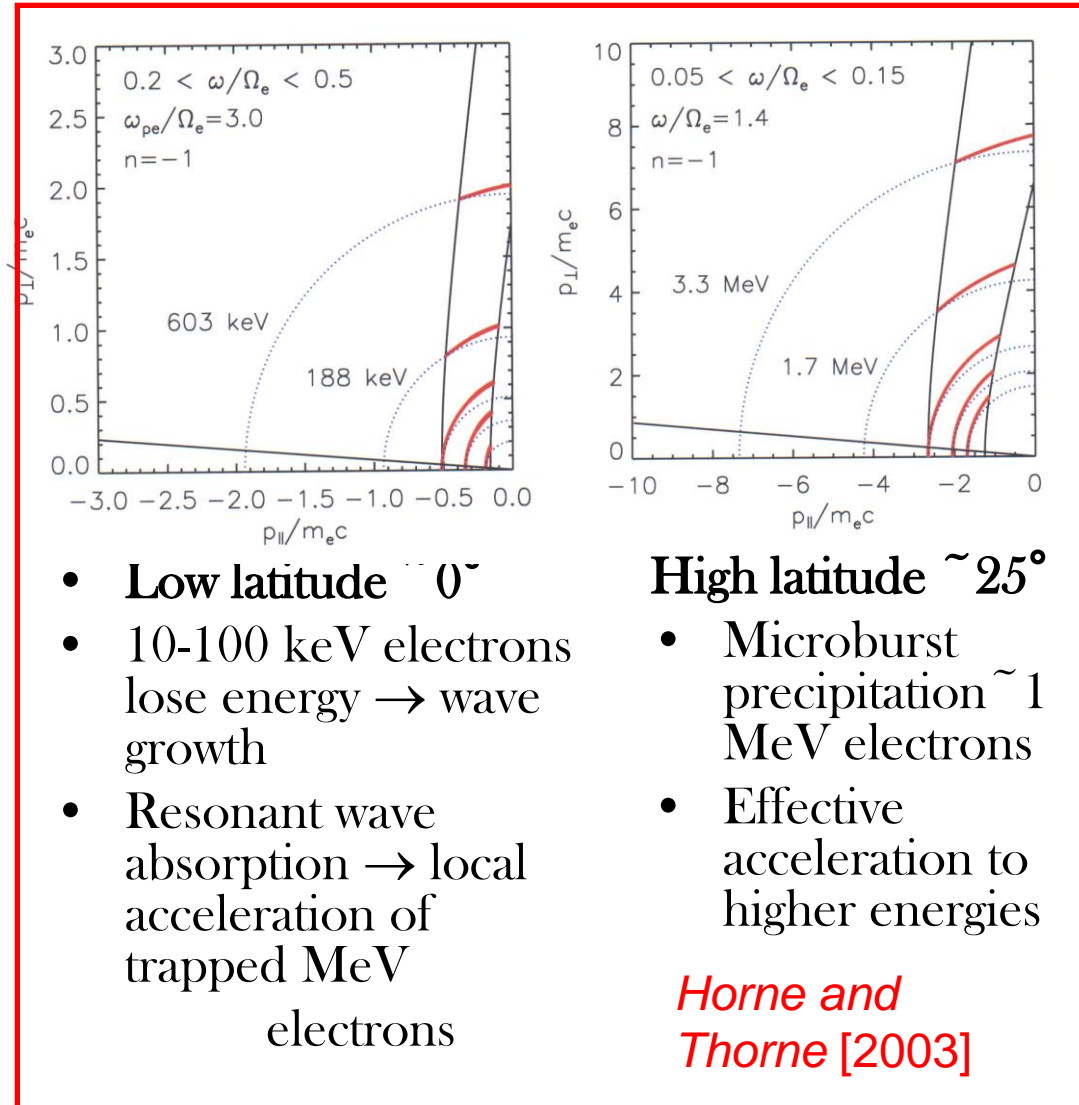 3.0
2.5
2.0
1.5
1.0
0.5
0.0
p⊥/mₑc
0.2 < ω/Ωₑ < 0.5
ωₚₑ/Ωₑ=3.0
n=−1
603 keV
188 keV
−3.0 −2.5 −2.0 −1.5 −1.0 −0.5 0.0
p∥/mₑc
10
8
6
4
2
0
p⊥/mₑc
0.05 < ω/Ωₑ < 0.15
ω/Ωₑ=1.4
n=−1
3.3 MeV
1.7 MeV
−10 −8 −6 −4 −2 0
p∥/mₑc
• Low latitude ~0°
• 10-100 keV electrons
lose energy → wave
growth
• Resonant wave
absorption → local
acceleration of
trapped MeV
electrons
High latitude ~25°
• Microburst
precipitation ~1
MeV electrons
• Effective
acceleration to
higher energies
Horne and
Thorne [2003]